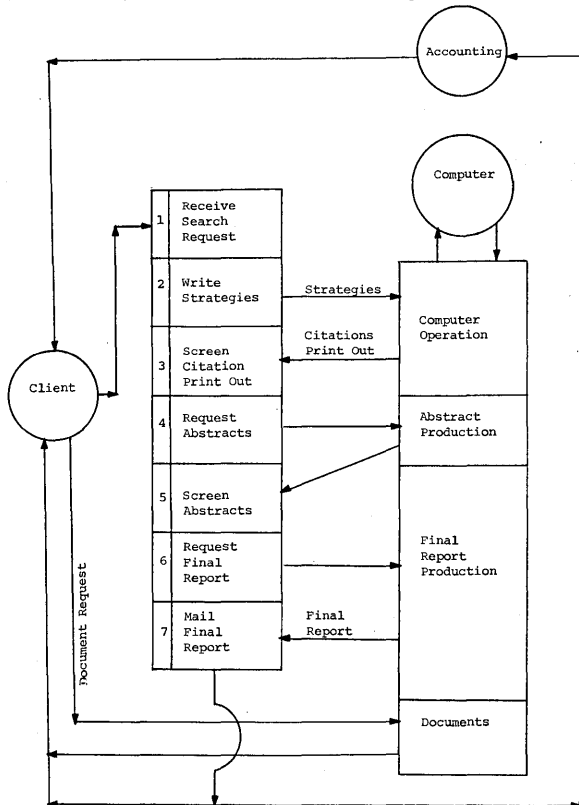 Accounting
Computer
1
Receive
Search
Request
2
Write
Strategies
Strategies
Computer
Operation
Citations
Print Out
3
Screen
Citation
Print Out
Client
4
Request
Abstracts
Abstract
Production
5
Screen
Abstracts
6
Request
Final
Report
Final
Report
Production
7
Mail
Final
Report
Final
Report
Document Request
Documents